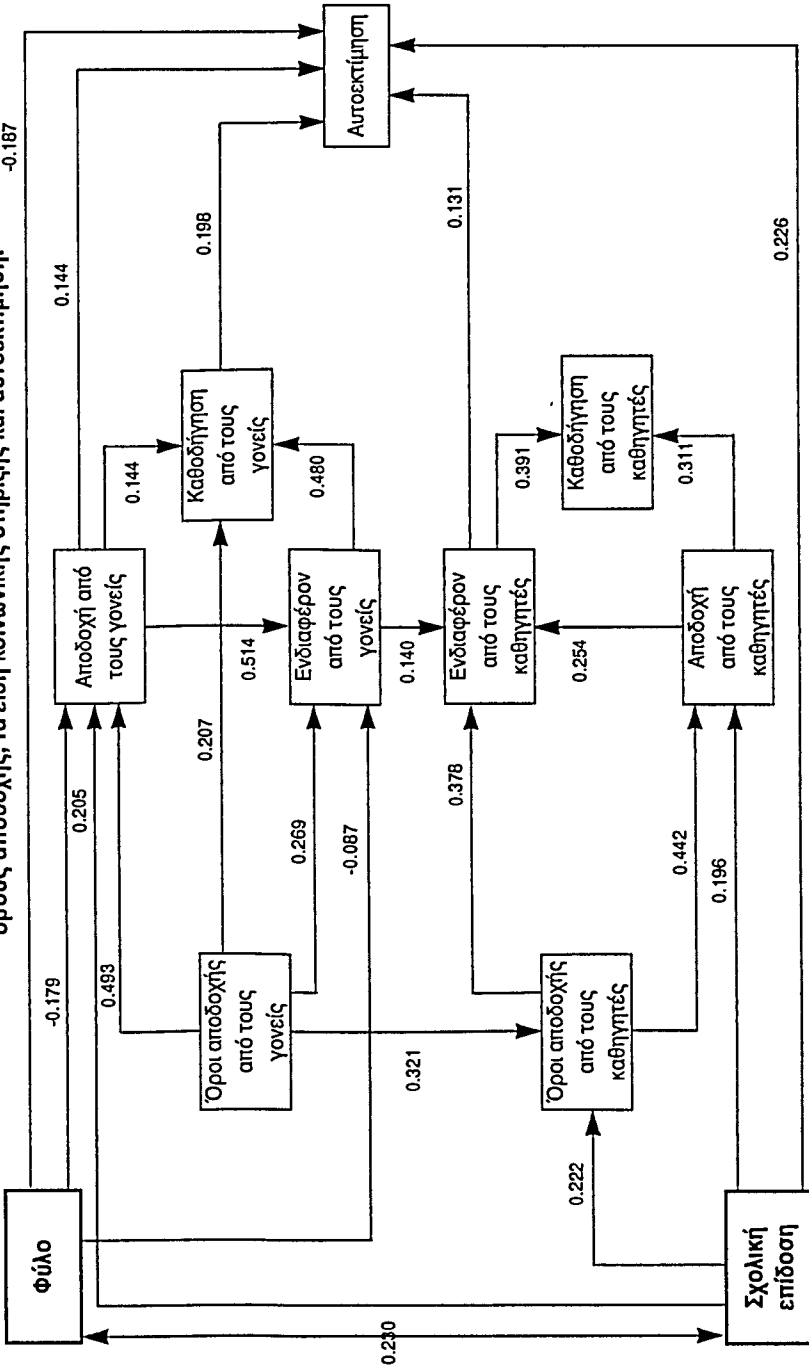 -0.187
Φύλο
-0.179
0.205
0.493
0.144
Αποδοχή από
τους γονείς
0.144
Αυτοεκτίμηση
0.198
Καθοδήγηση
από τους
γονείς
Όροι αποδοχής
από τους
γονείς
0.207
0.514
0.480
0.269
-0.087
Ενδιαφέρον
από τους
γονείς
0.140
0.131
0.230
0.321
0.378
Ενδιαφέρον
από τους
καθηγητές
0.391
Καθοδήγηση
από τους
καθηγητές
Όροι αποδοχής
από τους
καθηγητές
0.254
0.311
0.222
0.442
0.196
Αποδοχή
από τους
καθηγητές
Σχολική
επίδοση
0.226